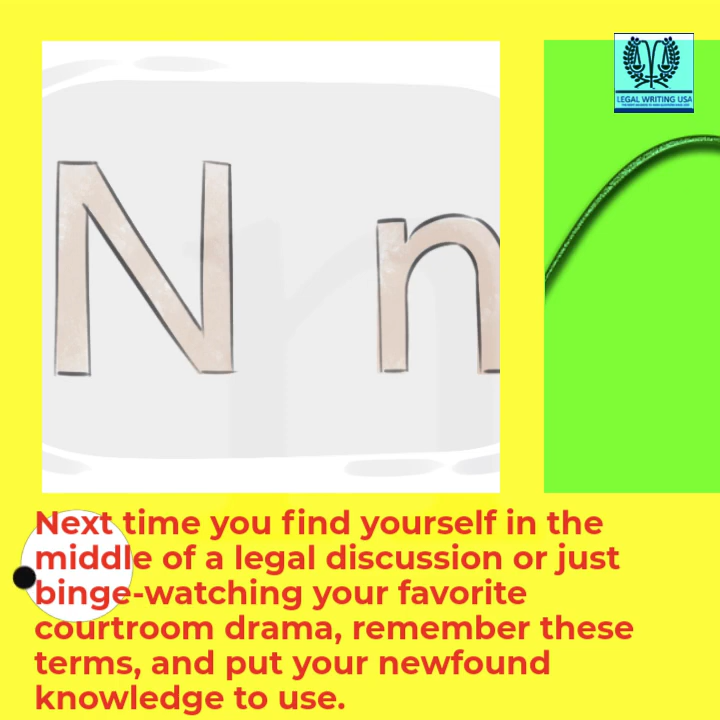 LEGAL WRITING USA
N n
Next time you find yourself in the
middle of a legal discussion or just
binge-watching your favorite
courtroom drama, remember these
terms, and put your newfound
knowledge to use.